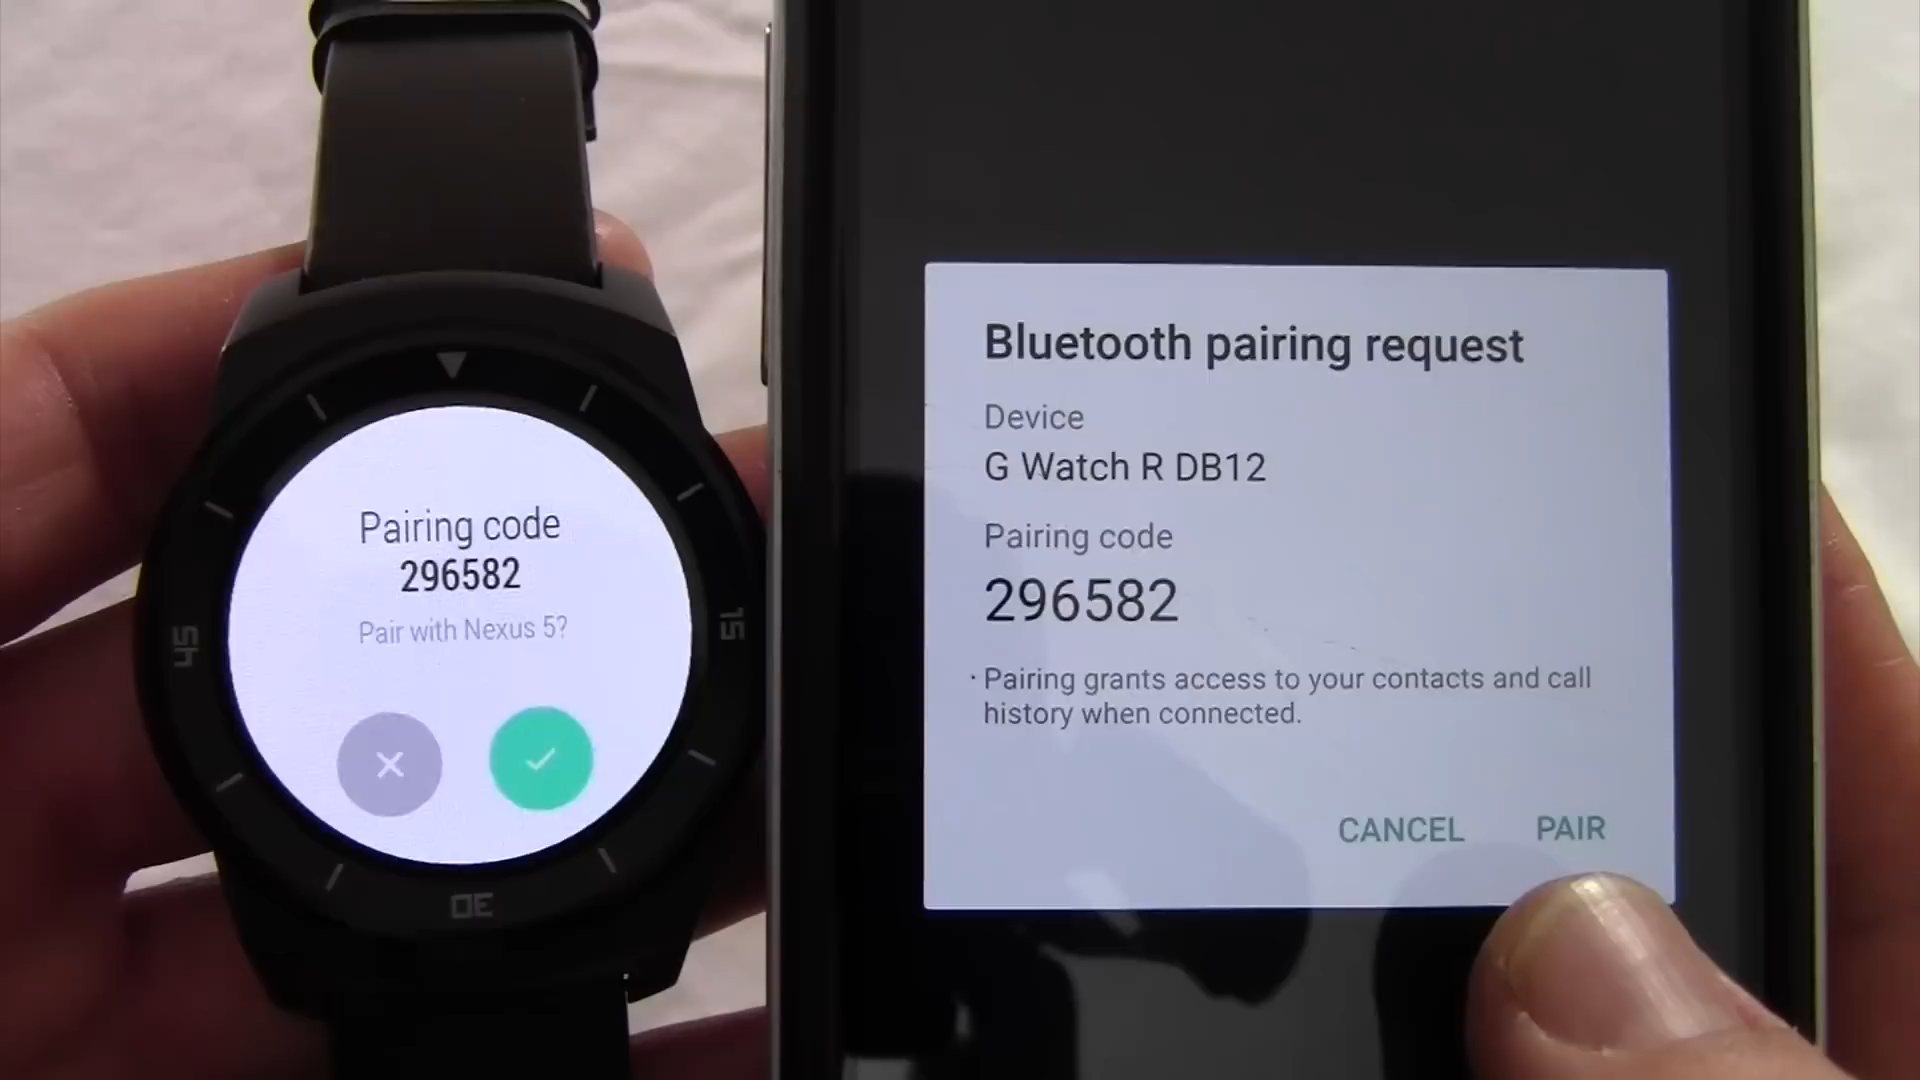 Pairing code
296582
Pair with Nexus 5?
15
30
45
Bluetooth pairing request
Device
G Watch R DB12
Pairing code
296582
· Pairing grants access to your contacts and call
history when connected.
CANCEL PAIR